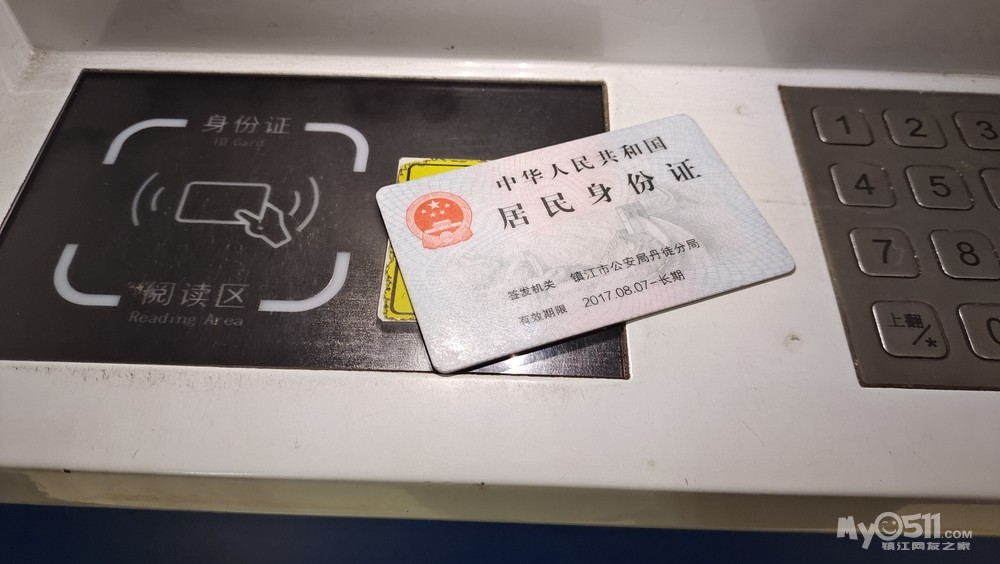 身份证
ID Card
阅读区
Reading Area
中华人民共和国
居民身份证
签发机关 镇江市公安局丹徒分局
有效期限 2017.08.07-长期
1 2 3
4 5
7 8
上翻/* 0
My0511.COM
镇江网友之家